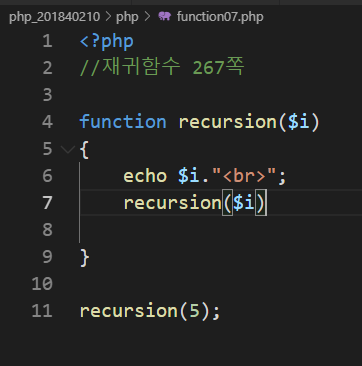 php_201840210 > php > function07.php
1 <?php
2 //재귀함수 267쪽
3
4 function recursion($i)
5 {
6 echo $i."<br>";
7 recursion($i)
8
9 }
10
11 recursion(5);